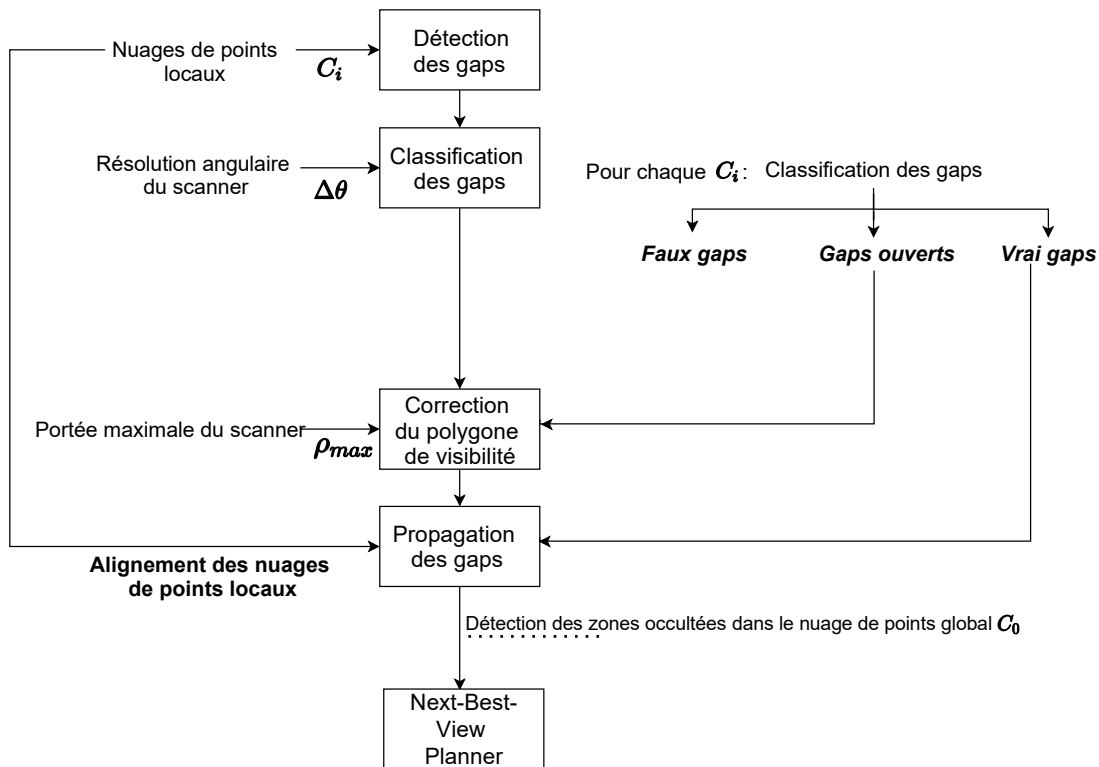 Nuages de points
locaux
C_i
Détection
des gaps
Résolution angulaire
du scanner
Δθ
Classification
des gaps
Pour chaque C_i : Classification des gaps
Faux gaps
Gaps ouverts
Vrai gaps
Portée maximale du scanner
ρ_max
Correction
du polygone
de visibilité
Alignement des nuages
de points locaux
Propagation
des gaps
Détection des zones occultées dans le nuage de points global C_0
Next-Best-
View
Planner